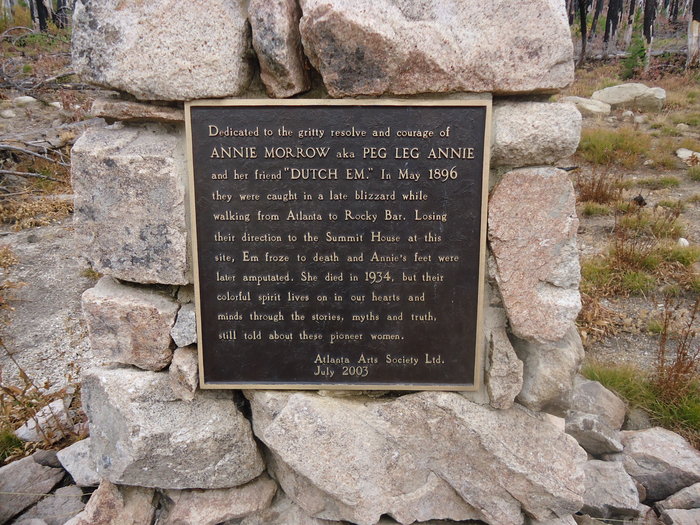 Dedicated to the gritty resolve and courage of
ANNIE MORROW aka PEG LEG ANNIE
and her friend "DUTCH EM." In May 1896
they were caught in a late blizzard while
walking from Atlanta to Rocky Bar. Losing
their direction to the Summit House at this
site, Em froze to death and Annie's feet were
later amputated. She died in 1934, but their
colorful spirit lives on in our hearts and
minds through the stories, myths and truth,
still told about these pioneer women.
Atlanta Arts Society Ltd.
July 2003